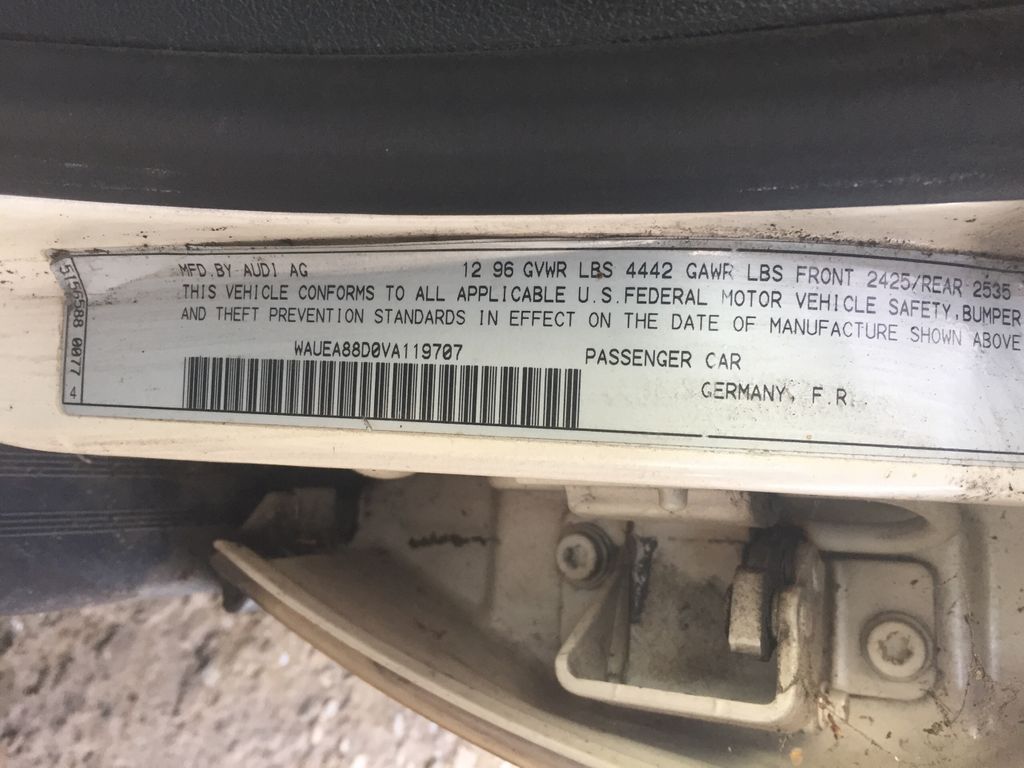 MFD.BY AUDI AG 12 96 GVWR LBS 4442 GAWR LBS FRONT 2425/REAR 2535
THIS VEHICLE CONFORMS TO ALL APPLICABLE U.S.FEDERAL MOTOR VEHICLE SAFETY,BUMPER
AND THEFT PREVENTION STANDARDS IN EFFECT ON THE DATE OF MANUFACTURE SHOWN ABOVE
WAUEA88D0VA119707 PASSENGER CAR
GERMANY, F.R.
0077 4